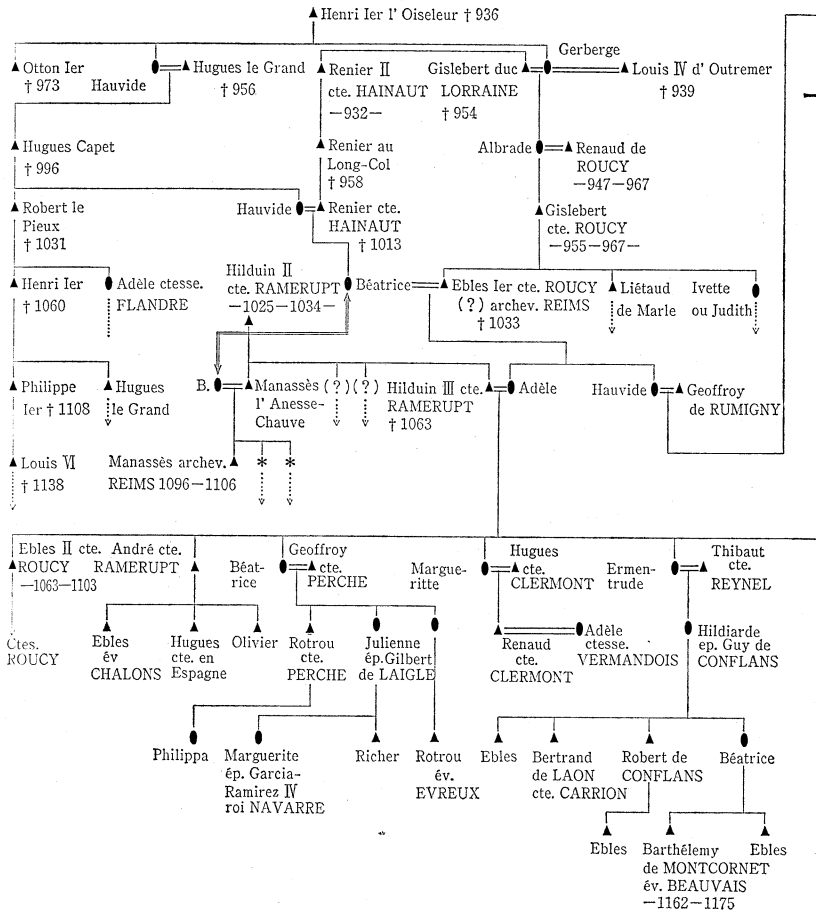 Henri Ier l' Oiseleur † 936
Otton Ier
† 973
Hauvide
Hugues le Grand
† 956
Renier II
cte. HAINAUT
—932—
Gislebert duc
LORRAINE
† 954
Gerberge
Louis IV d' Outremer
† 939
Hugues Capet
† 996
Renier au
Long-Col
† 958
Albrade
Renaud de
ROUCY
—947—967
Robert le
Pieux
† 1031
Hauvide
Renier cte.
HAINAUT
† 1013
Gislebert
cte. ROUCY
—955—967—
Henri Ier
† 1060
Adèle ctesse.
FLANDRE
Hilduin II
cte. RAMERUPT
—1025—1034—
Béatrice
Ebles Ier cte. ROUCY
(?) archev. REIMS
† 1033
Liétaud
de Marle
Ivette
ou Judith
Philippe
Ier † 1108
Hugues
le Grand
B.
Manassès
l' Anesse-
Chauve
(?)
(?)
Hilduin III cte.
RAMERUPT
† 1063
Adèle
Hauvide
Geoffroy
de RUMIGNY
Louis VI
† 1138
Manassès archev.
REIMS 1096—1106
*
*
Ebles II cte.
ROUCY
—1063—1103
André cte.
RAMERUPT
Béat-
rice
Geoffroy
cte.
PERCHE
Margue-
ritte
Hugues
cte.
CLERMONT
Ermen-
trude
Thibaut
cte.
REYNEL
Ctes.
ROUCY
Ebles
év
CHALONS
Hugues
cte. en
Espagne
Olivier
Rotrou
cte.
PERCHE
Julienne
ép.Gilbert
de LAIGLE
Renaud
cte.
CLERMONT
Adèle
ctesse.
VERMANDOIS
Hildiarde
ep. Guy de
CONFLANS
Philippa
Marguerite
ép. Garcia-
Ramirez IV
roi NAVARRE
Richer
Rotrou
év.
EVREUX
Ebles
Bertrand
de LAON
cte. CARRION
Robert de
CONFLANS
Béatrice
Ebles
Barthélemy
de MONTCORNET
év. BEAUVAIS
—1162—1175
Ebles